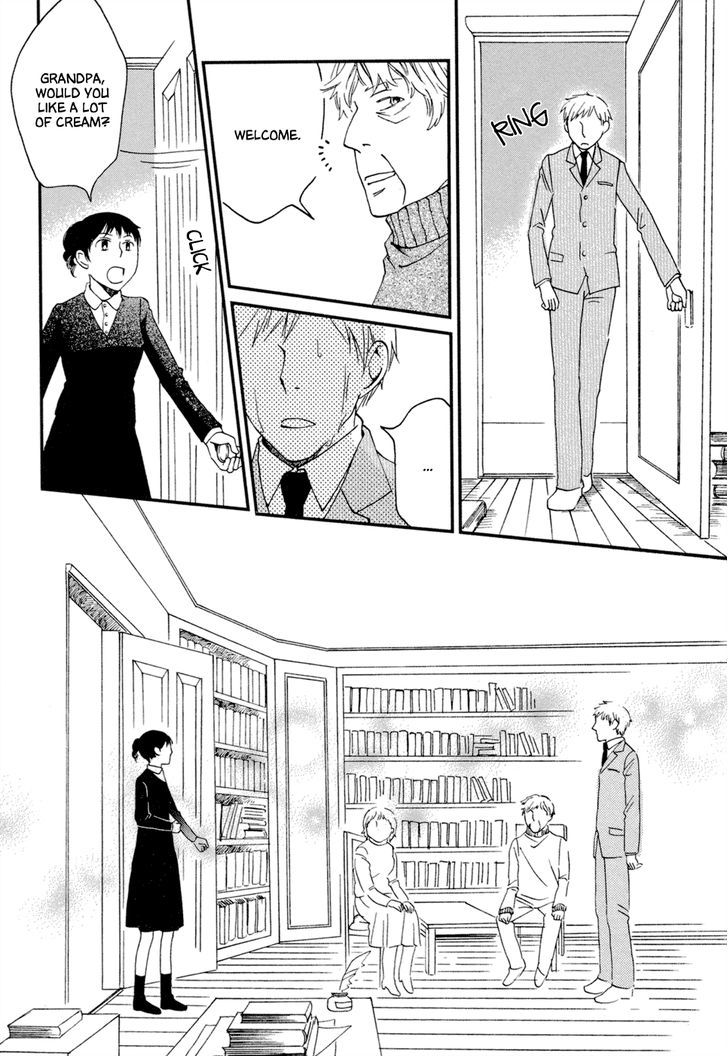 RING
WELCOME.
...
CLICK
GRANDPA,
WOULD YOU
LIKE A LOT
OF CREAM?